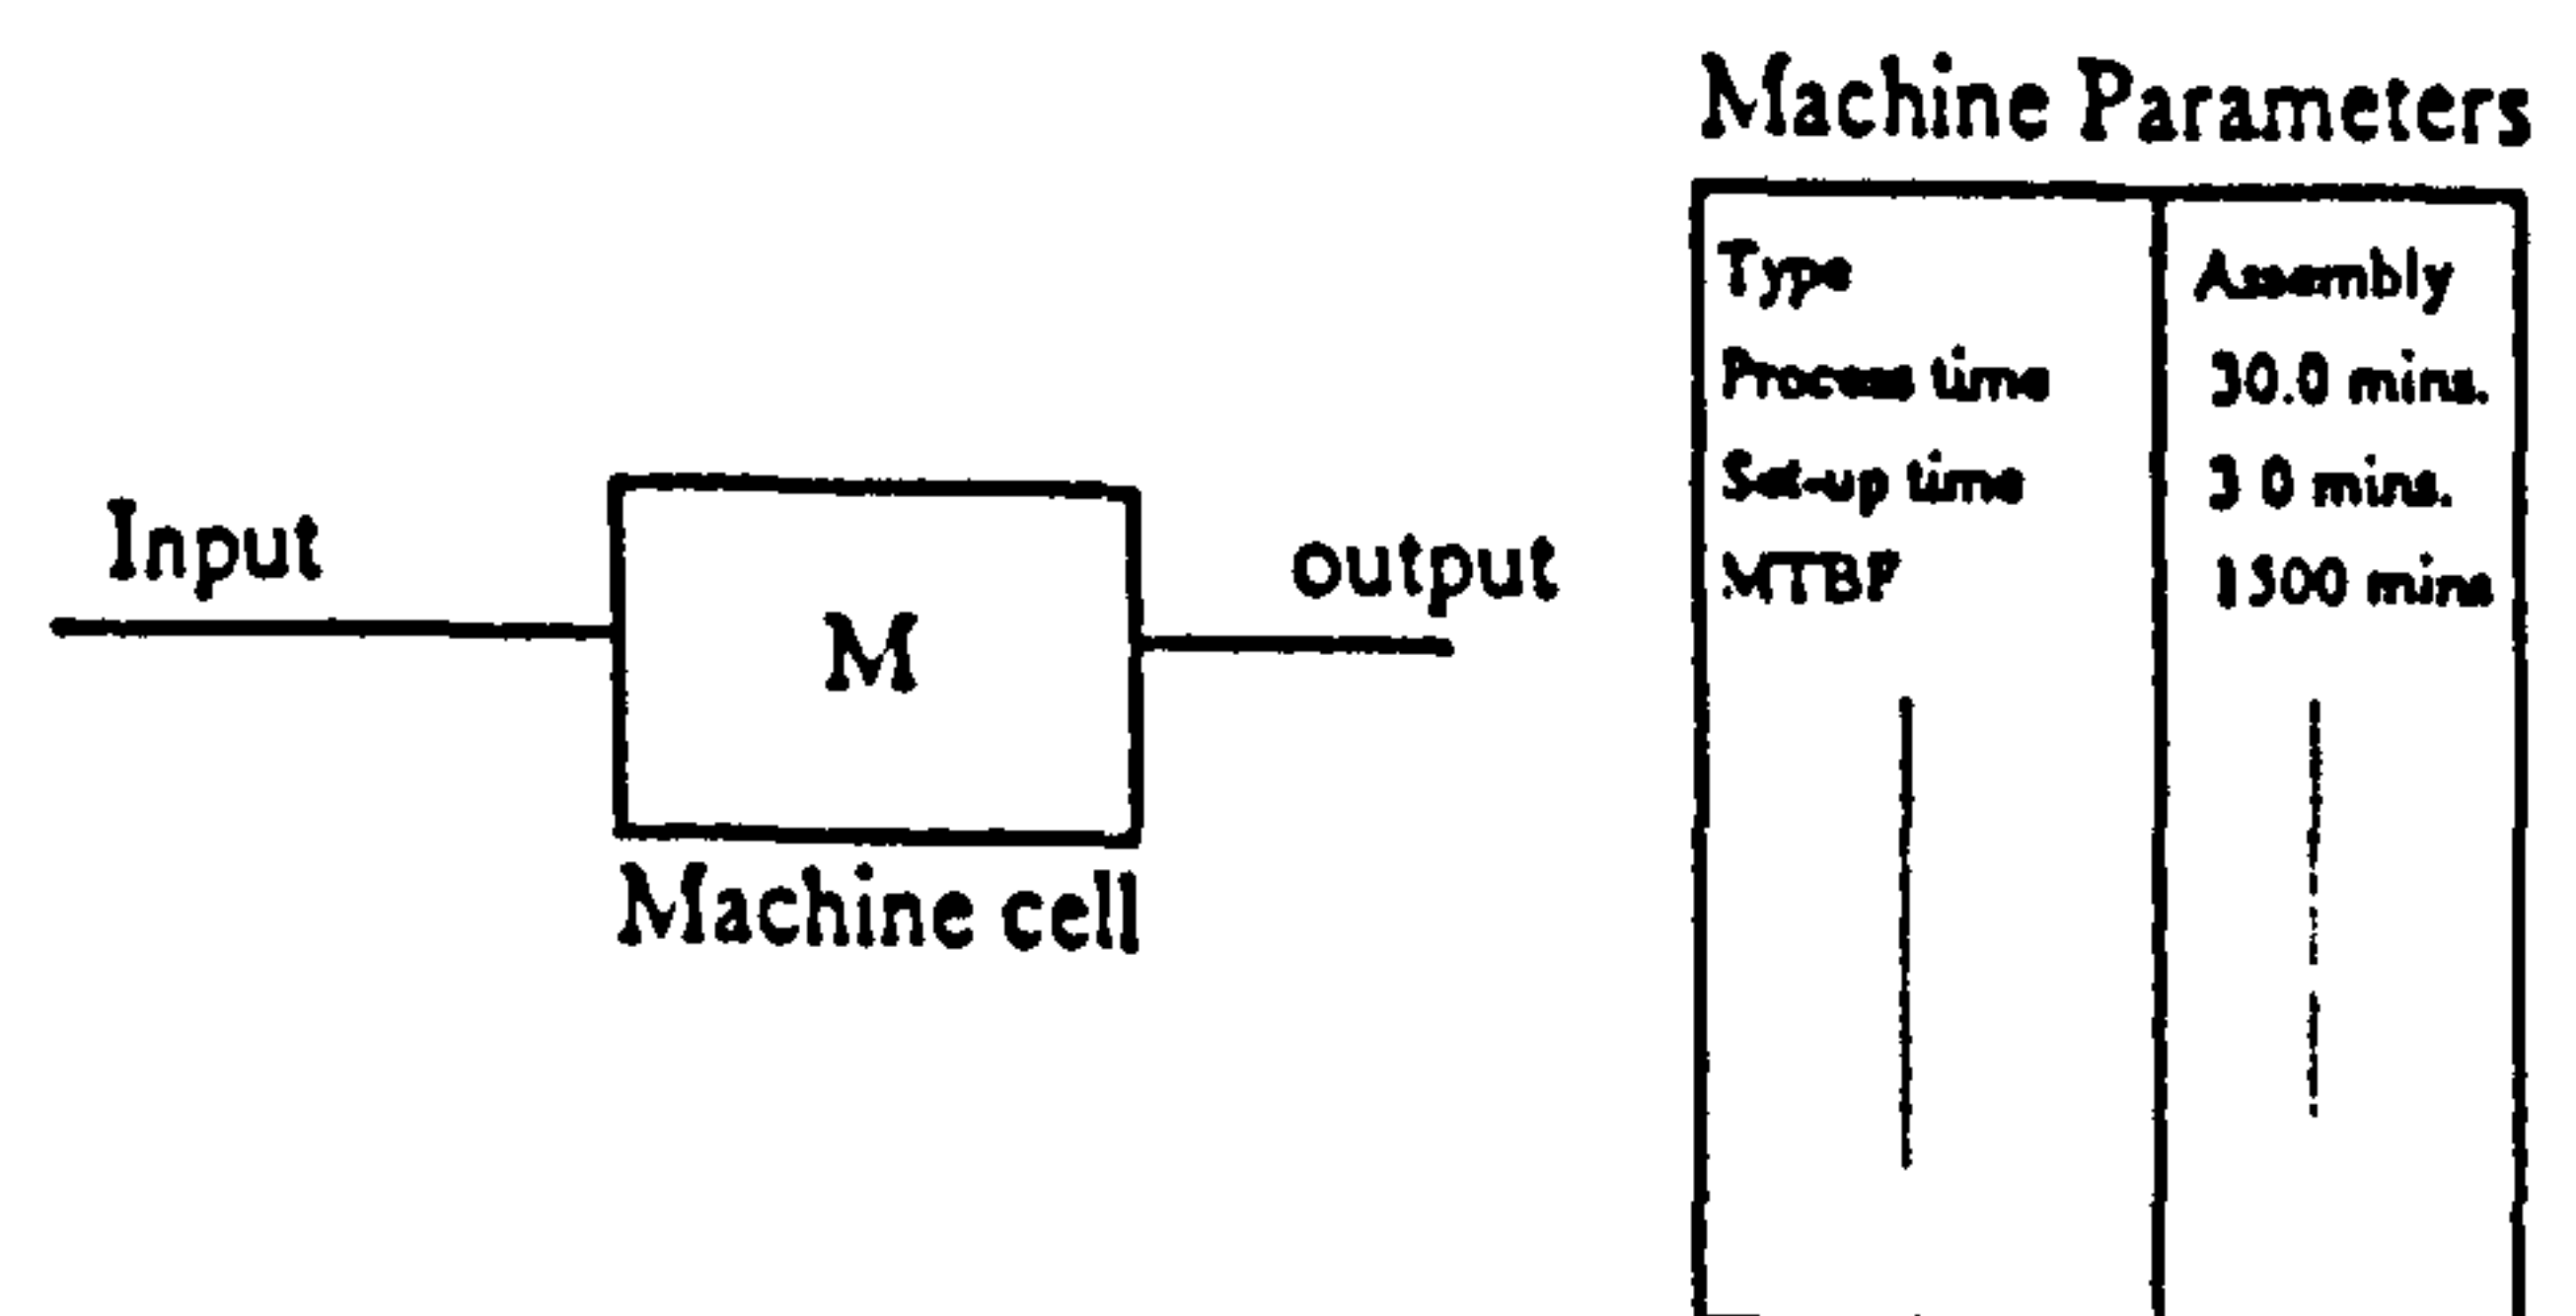 Machine Parameters
Type Assembly
Process time 30.0 mins.
Set-up time 3 0 mins.
MTBF 1500 mins
Input
output
M
Machine cell